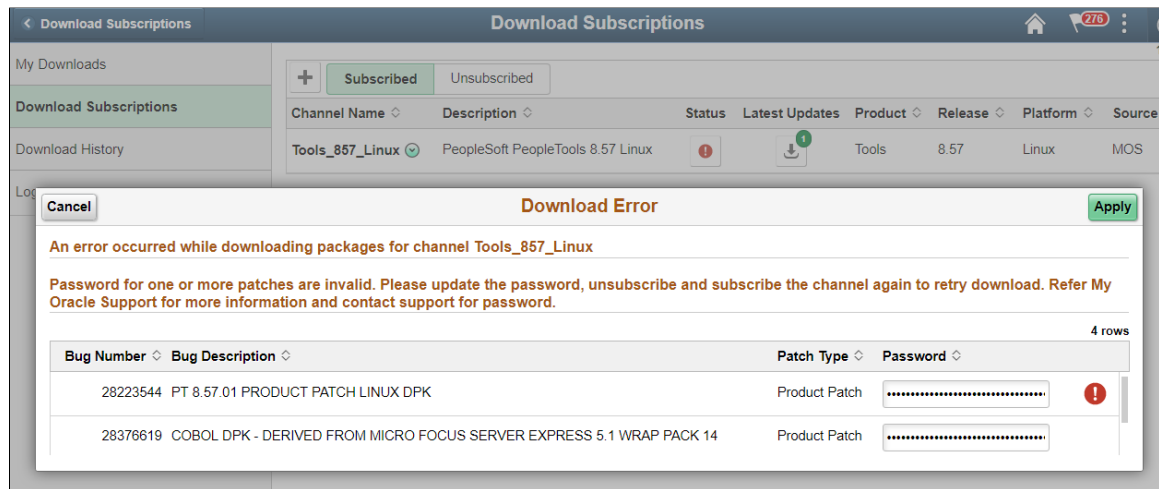 Download Subscriptions
Download Subscriptions
276
My Downloads
Download Subscriptions
Download History
Subscribed Unsubscribed
Channel Name Description Status Latest Updates Product Release Platform Source
Tools_857_Linux PeopleSoft PeopleTools 8.57 Linux 1 Tools 8.57 Linux MOS
Cancel Download Error Apply
An error occurred while downloading packages for channel Tools_857_Linux
Password for one or more patches are invalid. Please update the password, unsubscribe and subscribe the channel again to retry download. Refer My
Oracle Support for more information and contact support for password.
4 rows
Bug Number Bug Description Patch Type Password
28223544 PT 8.57.01 PRODUCT PATCH LINUX DPK Product Patch
28376619 COBOL DPK - DERIVED FROM MICRO FOCUS SERVER EXPRESS 5.1 WRAP PACK 14 Product Patch